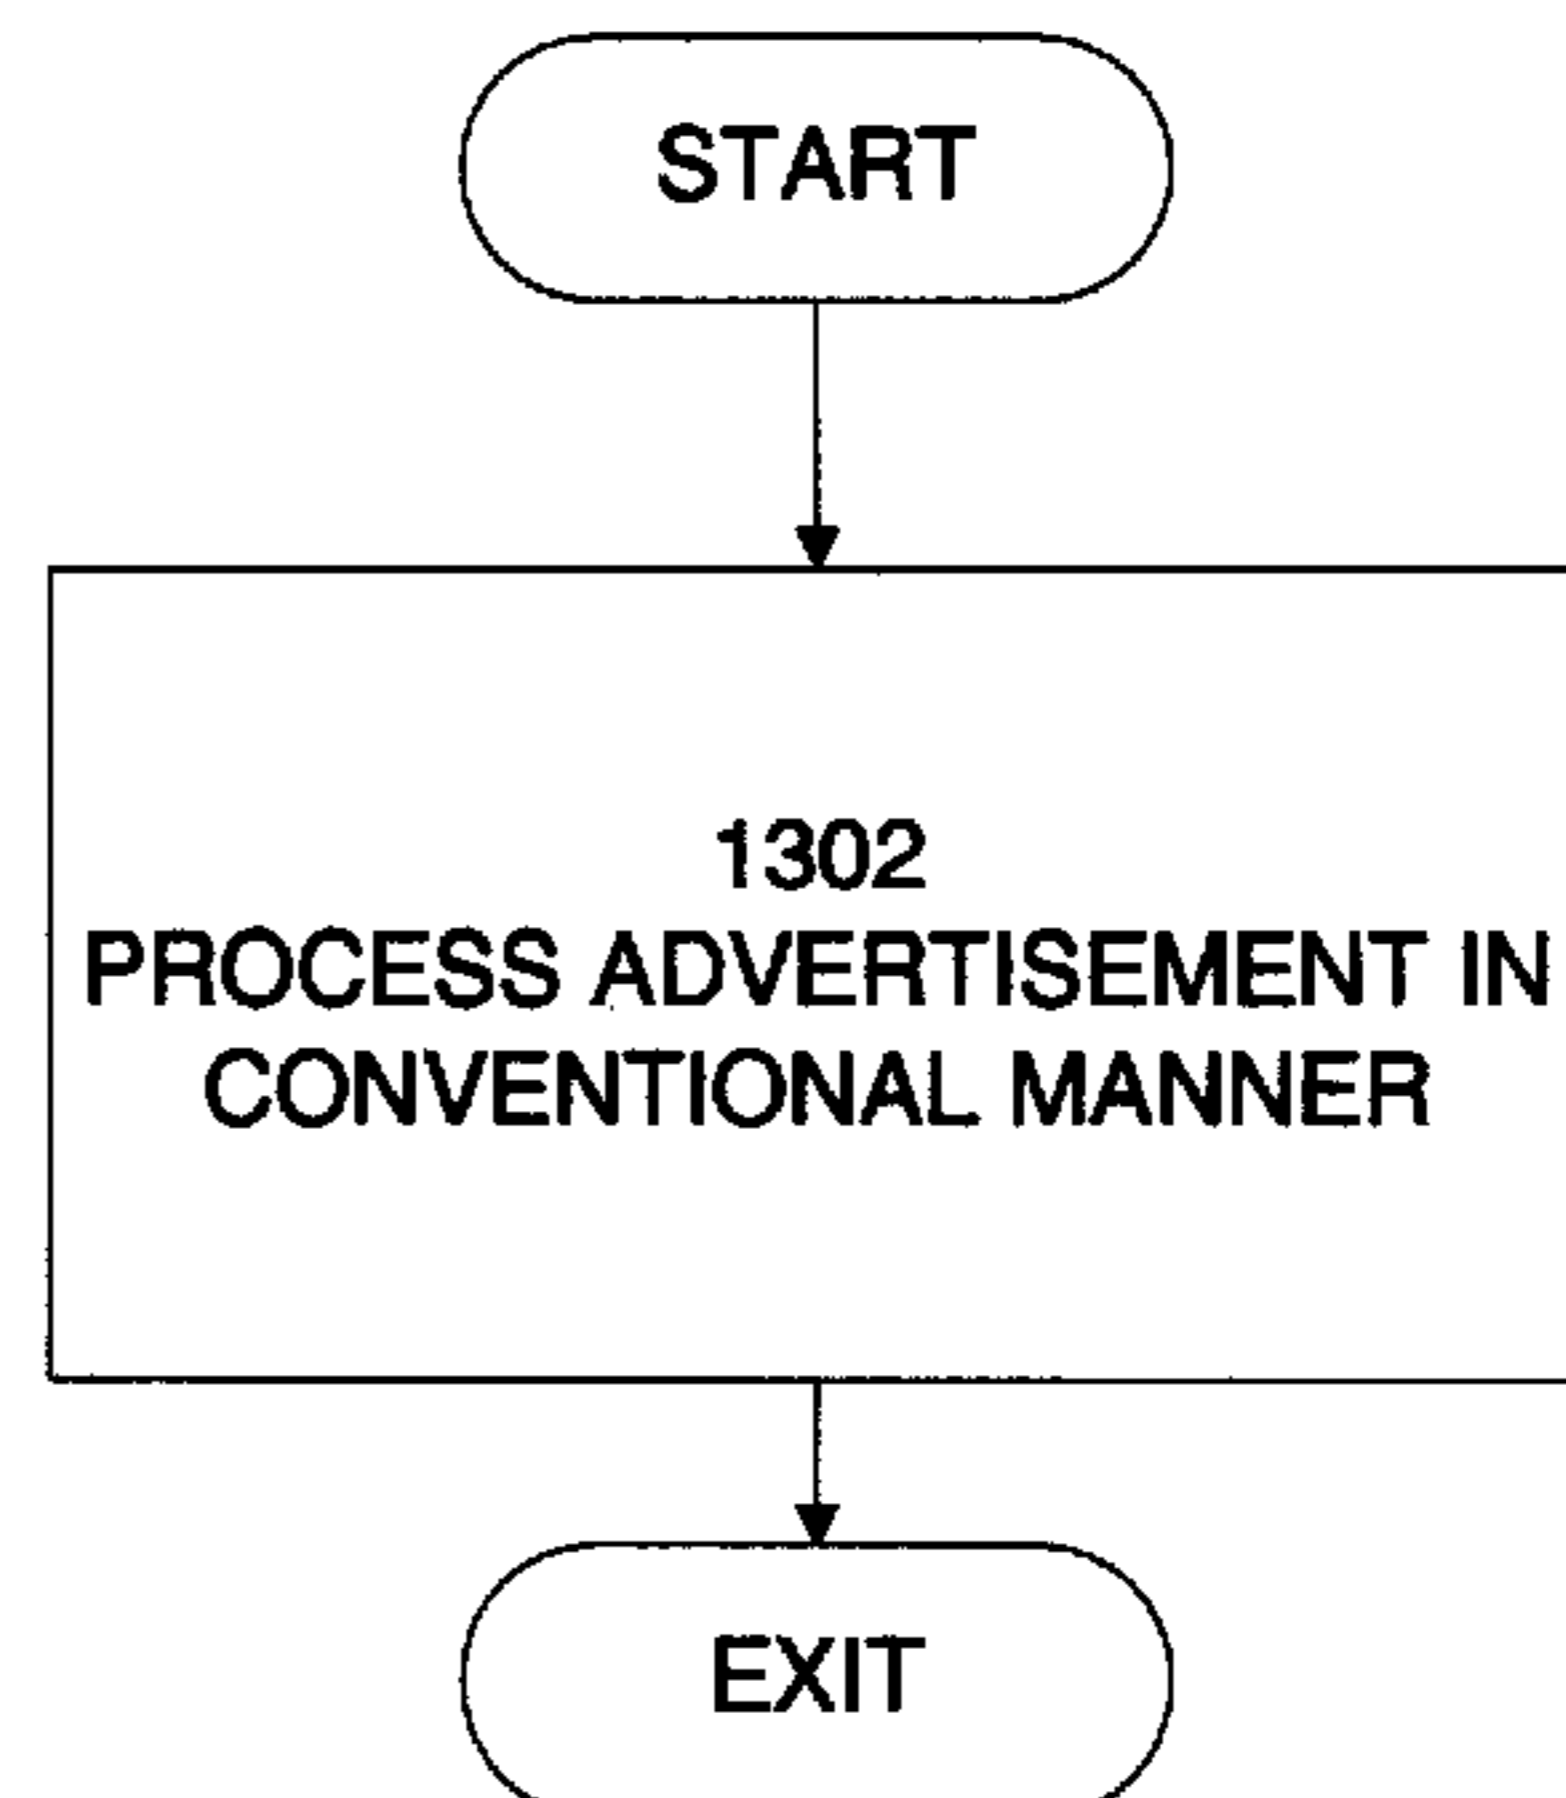 START
1302
PROCESS ADVERTISEMENT IN
CONVENTIONAL MANNER
EXIT